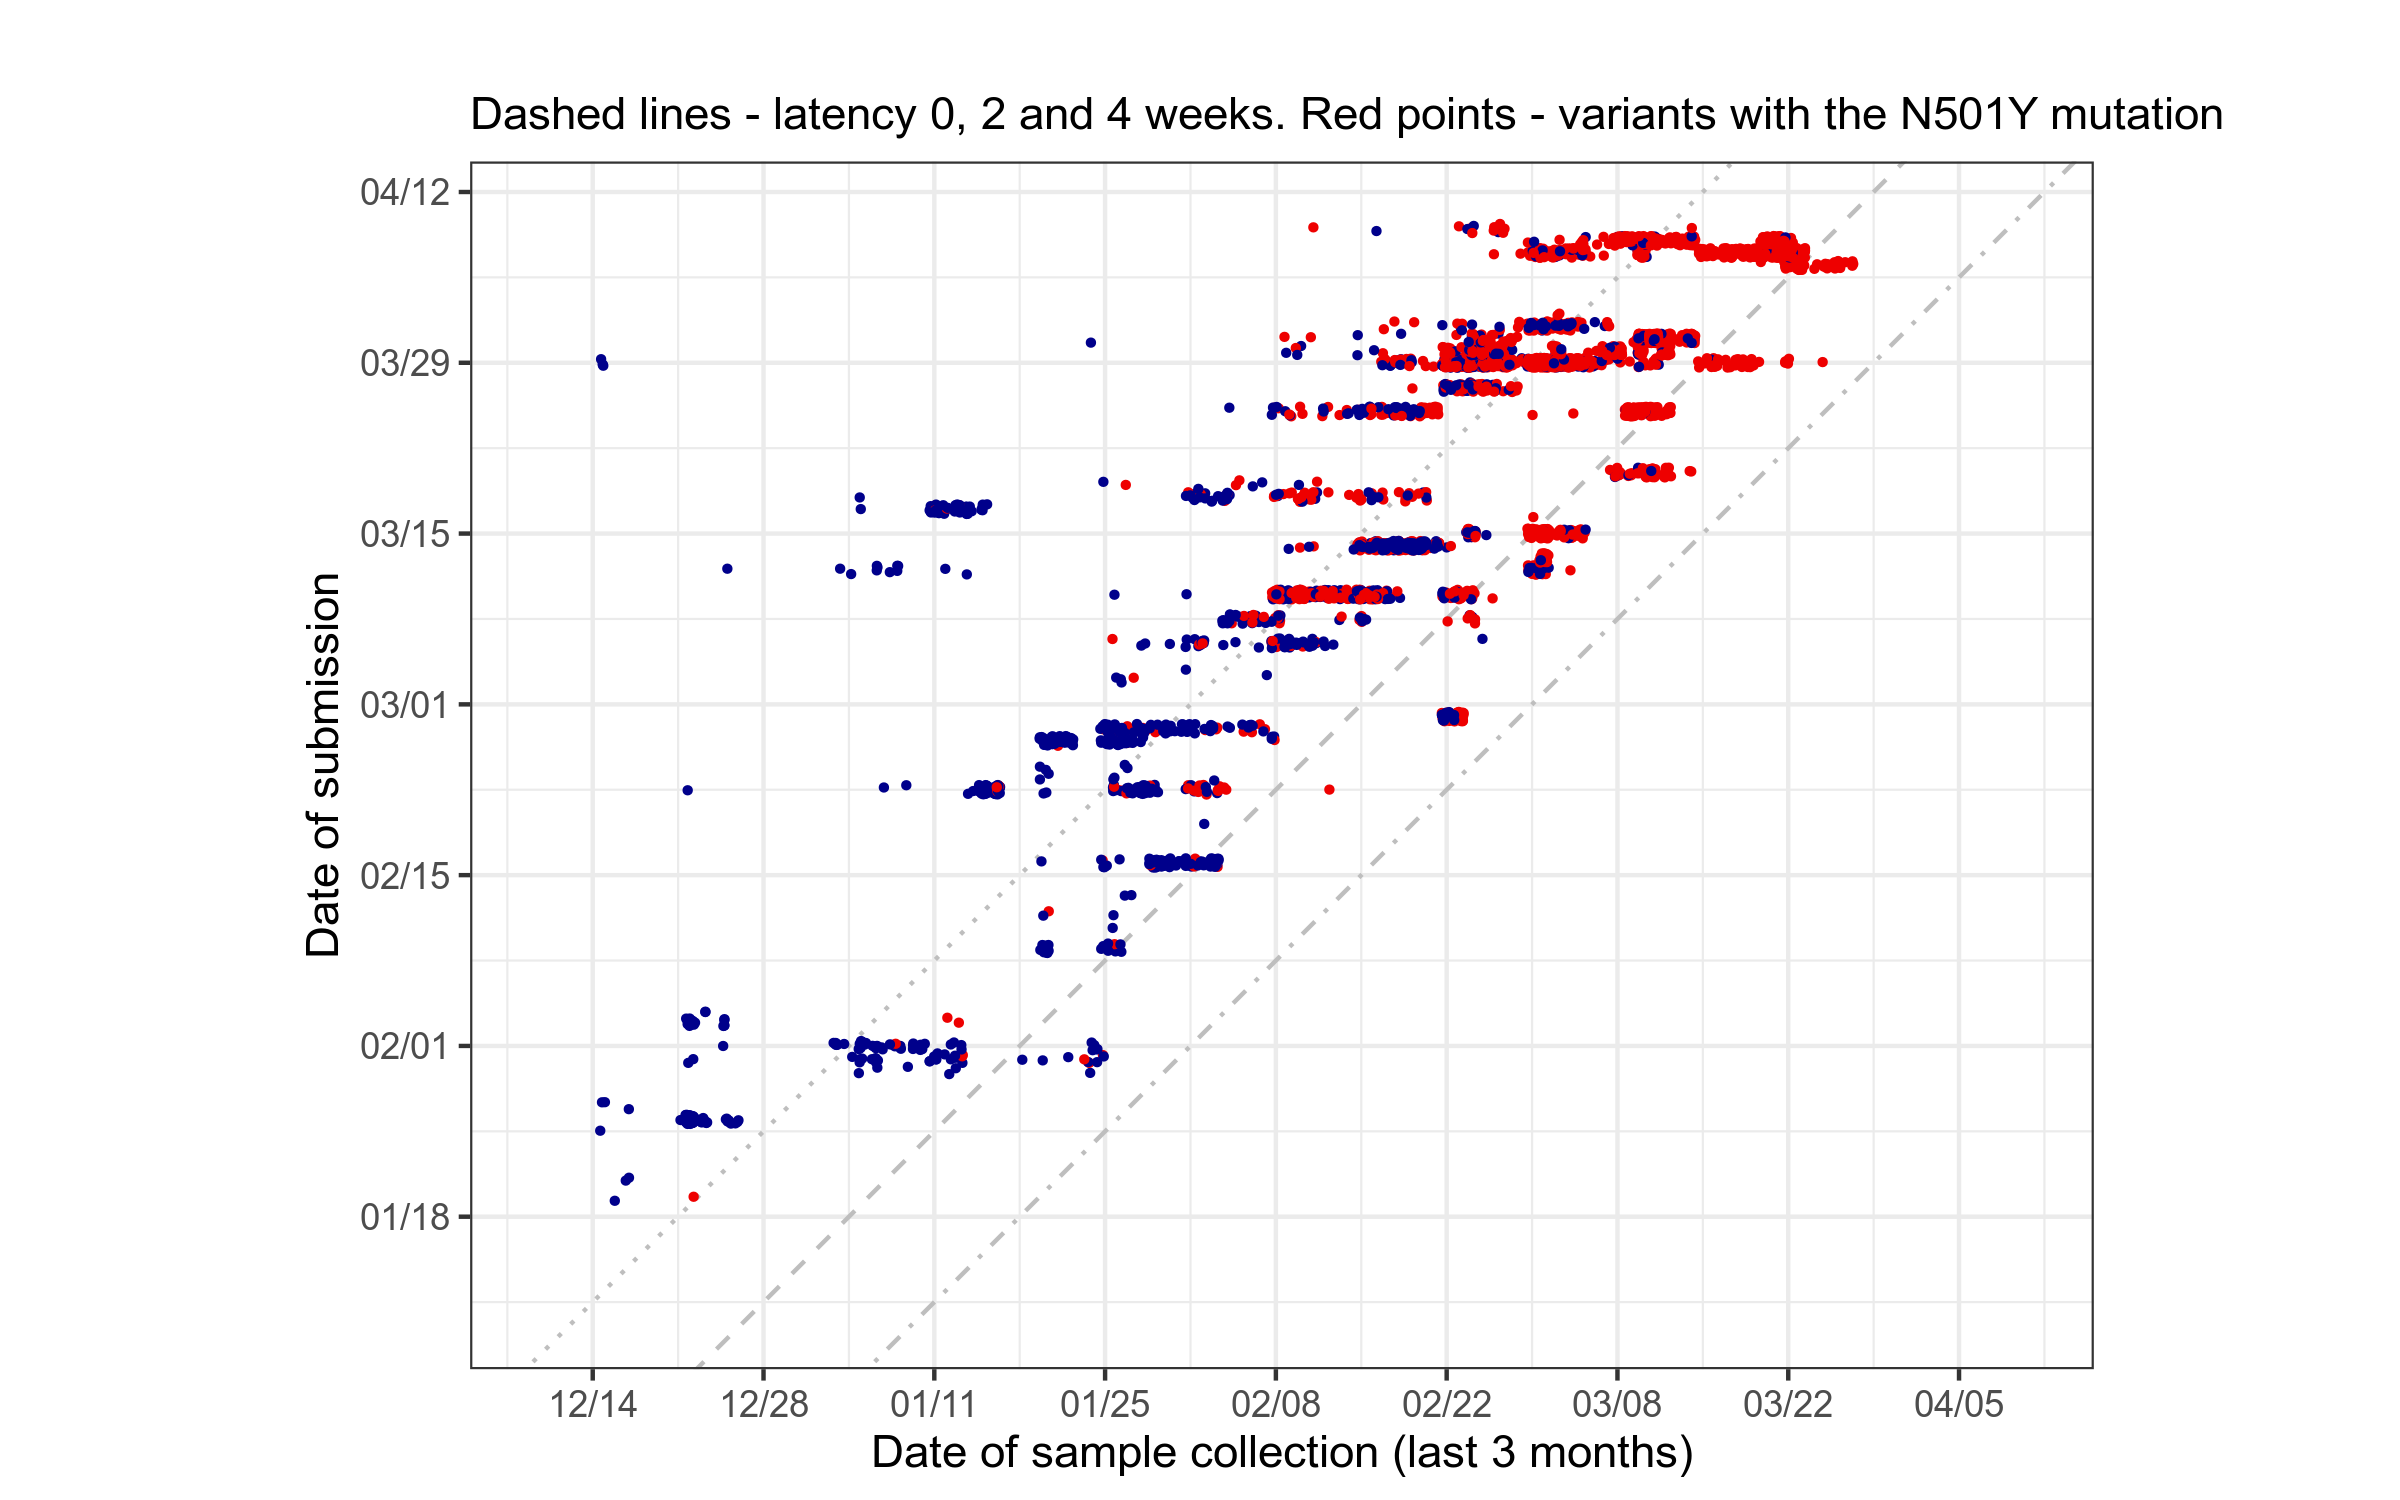 Dashed lines - latency 0, 2 and 4 weeks. Red points - variants with the N501Y mutation
Date of submission
04/12
03/29
03/15
03/01
02/15
02/01
01/18
12/14 12/28 01/11 01/25 02/08 02/22 03/08 03/22 04/05
Date of sample collection (last 3 months)